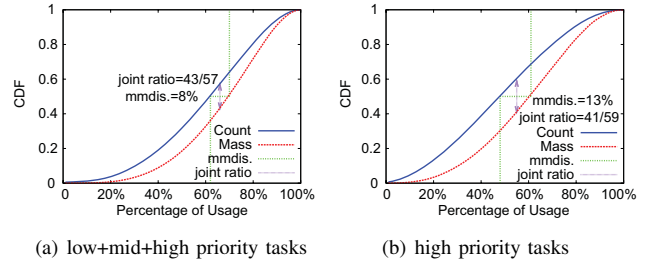 1
0.8
0.6
0.4
0.2
0
CDF
joint ratio=43/57
mmdis.=8%
Count
Mass
mmdis.
joint ratio
0 20% 40% 60% 80% 100%
Percentage of Usage
(a) low+mid+high priority tasks
1
0.8
0.6
0.4
0.2
0
CDF
mmdis.=13%
joint ratio=41/59
Count
Mass
mmdis.
joint ratio
0 20% 40% 60% 80% 100%
Percentage of Usage
(b) high priority tasks